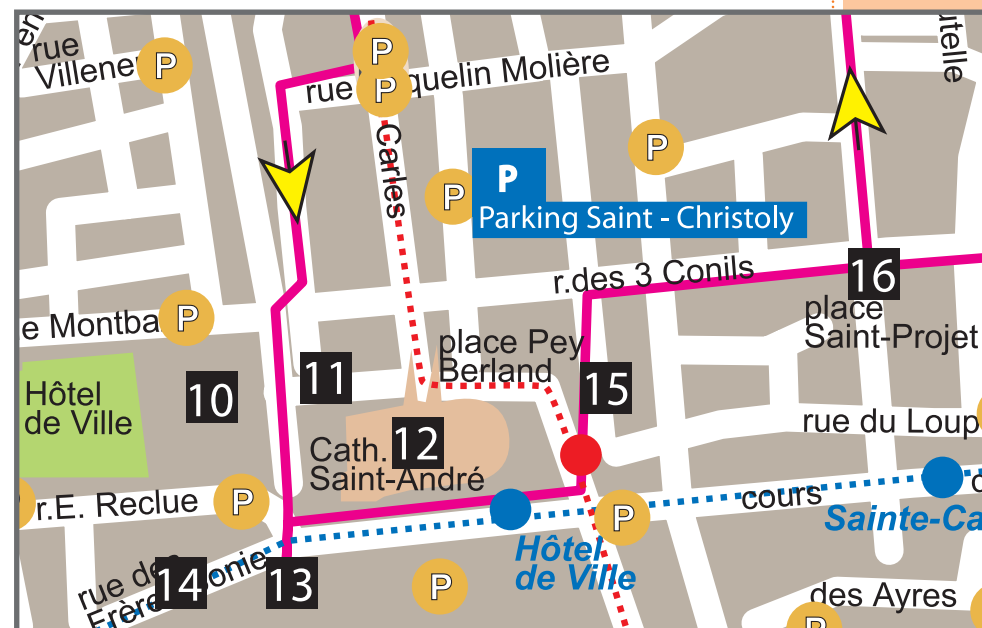 rue
Villene
rue
quelin Molière
Carles
P
P
P
P
P
P
Parking Saint - Christoly
r.des 3 Conils
16
place
Saint-Projet
e Montba
P
place Pey
Berland
Hôtel
de Ville
10
11
15
12
Cath.
Saint-André
rue du Loup
r.E. Reclue
P
cours
P
Hôtel
de Ville
Sainte-Ca
rue de
Frère
onie
14
13
P
des Ayres
P